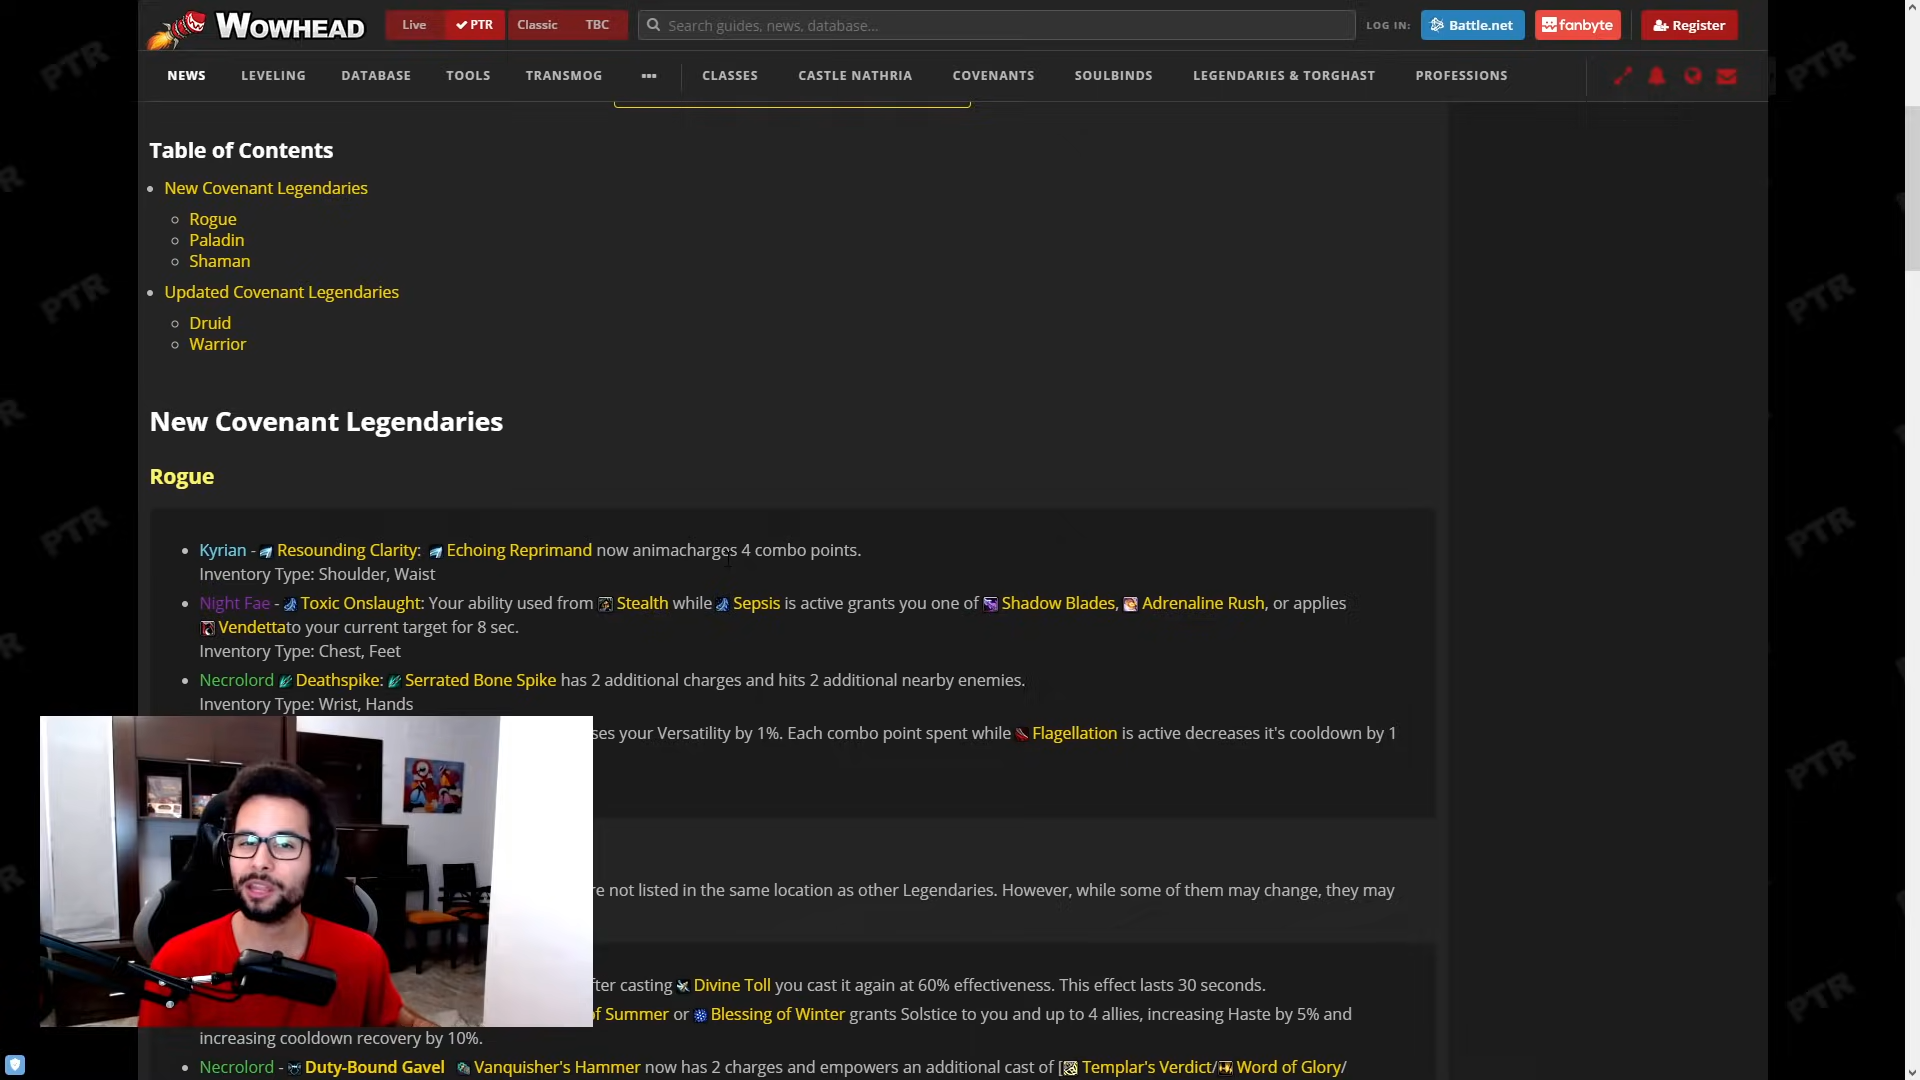 WOWHEAD
Live PTR Classic TBC
Search guides, news, database...
LOG IN: Battle.net fanbyte Register
NEWS LEVELING DATABASE TOOLS TRANSMOG ••• CLASSES CASTLE NATHRIA COVENANTS SOULBINDS LEGENDARIES & TORGHAST PROFESSIONS
Table of Contents
New Covenant Legendaries
Rogue
Paladin
Shaman
Updated Covenant Legendaries
Druid
Warrior
New Covenant Legendaries
Rogue
Kyrian - Resounding Clarity: Echoing Reprimand now animacharges 4 combo points.
Inventory Type: Shoulder, Waist
Night Fae - Toxic Onslaught: Your ability used from Stealth while Sepsis is active grants you one of Shadow Blades, Adrenaline Rush, or applies
Vendettato your current target for 8 sec.
Inventory Type: Chest, Feet
Necrolord Deathspike: Serrated Bone Spike has 2 additional charges and hits 2 additional nearby enemies.
Inventory Type: Wrist, Hands
ses your Versatility by 1%. Each combo point spent while Flagellation is active decreases it's cooldown by 1
re not listed in the same location as other Legendaries. However, while some of them may change, they may
fter casting Divine Toll you cast it again at 60% effectiveness. This effect lasts 30 seconds.
of Summer or Blessing of Winter grants Solstice to you and up to 4 allies, increasing Haste by 5% and
increasing cooldown recovery by 10%.
Necrolord - Duty-Bound Gavel Vanquisher's Hammer now has 2 charges and empowers an additional cast of [Templar's Verdict/Word of Glory/
PTR
PTR
PTR
PTR
PTR
PTR
PTR
PTR
PTR
PTR